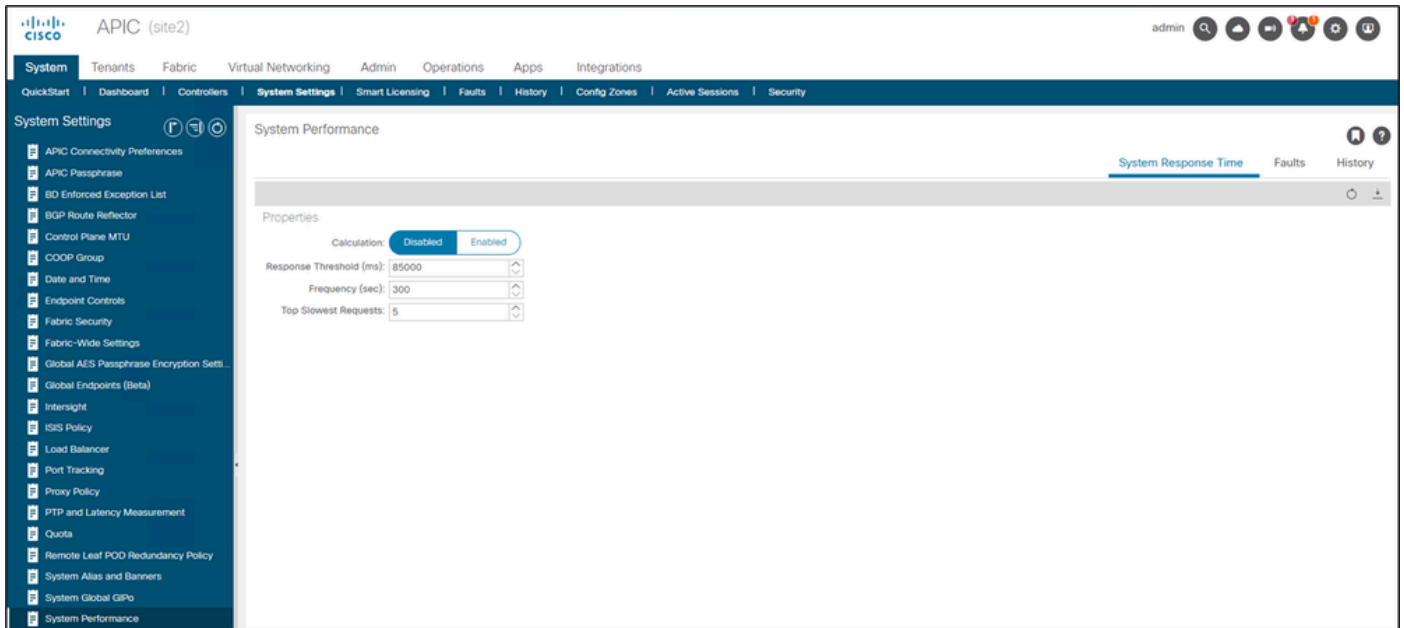 CISCO
APIC (site2)
admin
System Tenants Fabric Virtual Networking Admin Operations Apps Integrations
QuickStart | Dashboard | Controllers | System Settings | Smart Licensing | Faults | History | Config Zones | Active Sessions | Security
System Settings
APIC Connectivity Preferences
APIC Passphrase
BD Enforced Exception List
BGP Route Reflector
Control Plane MTU
COOP Group
Date and Time
Endpoint Controls
Fabric Security
Fabric-Wide Settings
Global AES Passphrase Encryption Setti...
Global Endpoints (Beta)
Intersight
ISIS Policy
Load Balancer
Port Tracking
Proxy Policy
PTP and Latency Measurement
Quota
Remote Leaf POD Redundancy Policy
System Alias and Banners
System Global GIPo
System Performance
System Performance
System Response Time Faults History
Properties
Calculation: Disabled Enabled
Response Threshold (ms): 85000
Frequency (sec): 300
Top Slowest Requests: 5